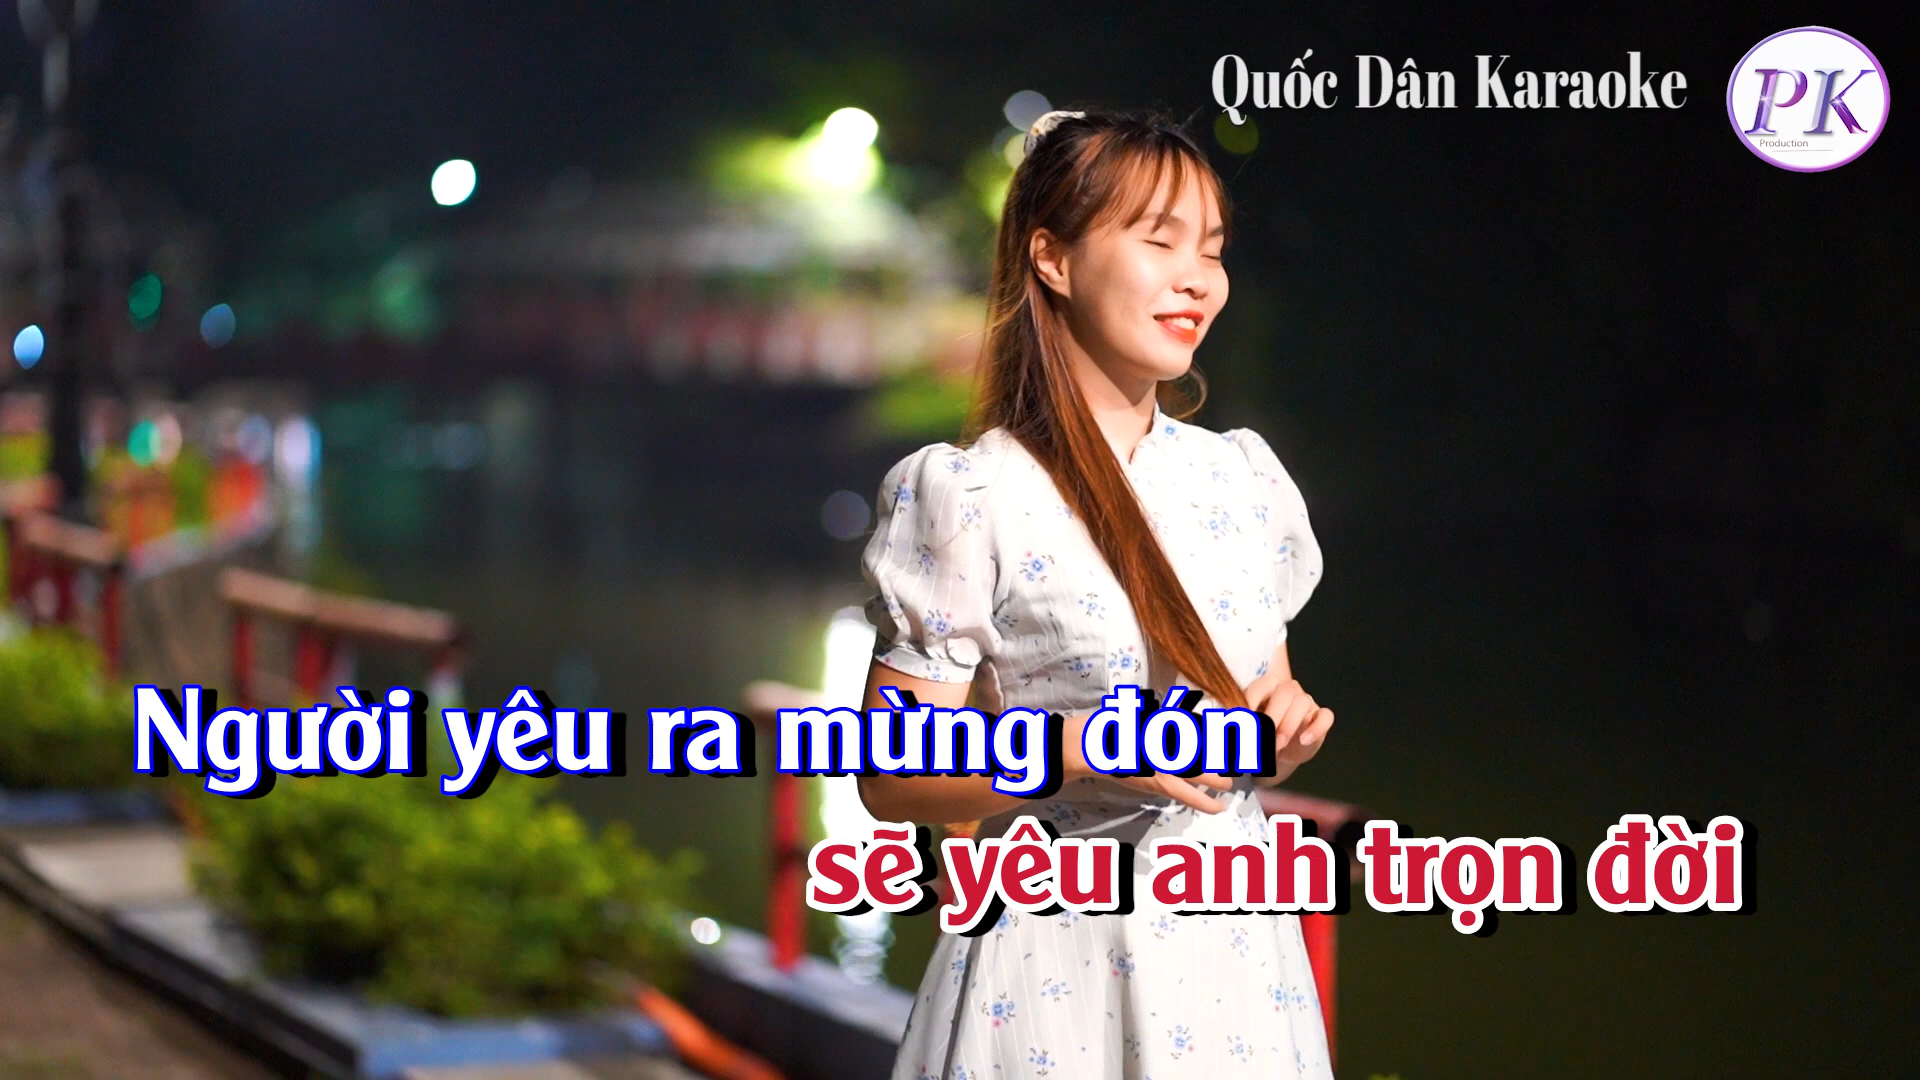 Quốc Dân Karaoke
PK
Production
Người yêu ra mừng đón
sẽ yêu anh trọn đời